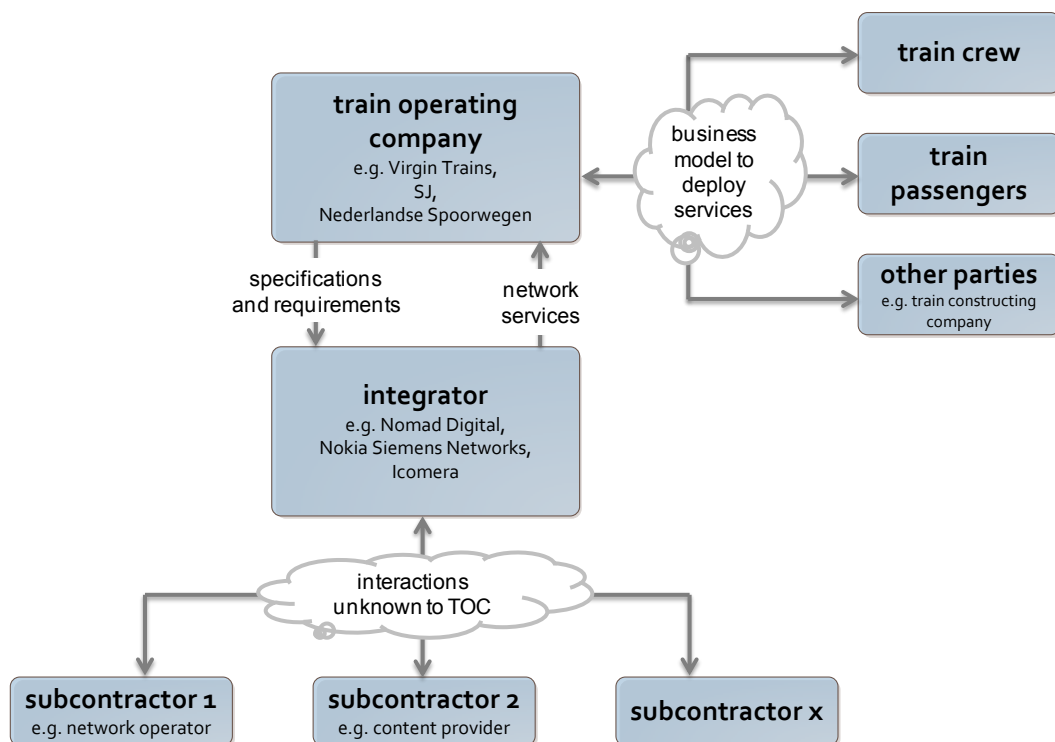 train crew
train operating
company
e.g. Virgin Trains,
SJ,
Nederlandse Spoorwegen
business
model to
deploy
services
train
passengers
other parties
e.g. train constructing
company
specifications
and requirements
network
services
integrator
e.g. Nomad Digital,
Nokia Siemens Networks,
Icomera
interactions
unknown to TOC
subcontractor 1
e.g. network operator
subcontractor 2
e.g. content provider
subcontractor x